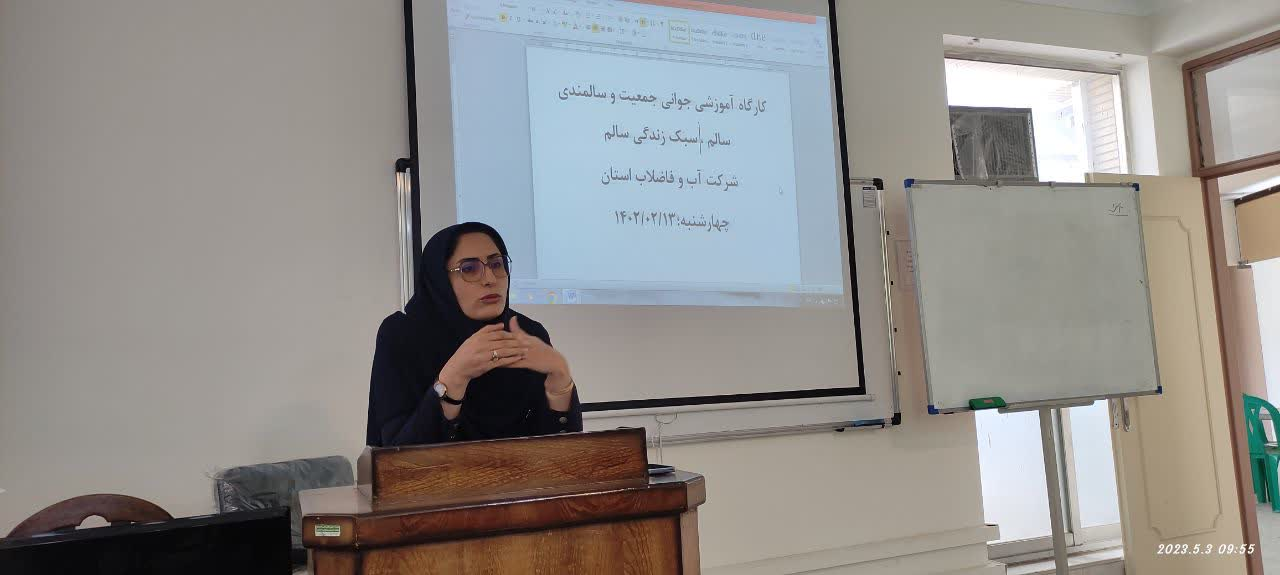 کارگاه آموزشی جوانی جمعیت و سالمندی
سالم ،سبک زندگی سالم
شرکت آب و فاضلاب استان
چهارشنبه:۱۴۰۲/۰۲/۱۳
2023.5.3 09:55